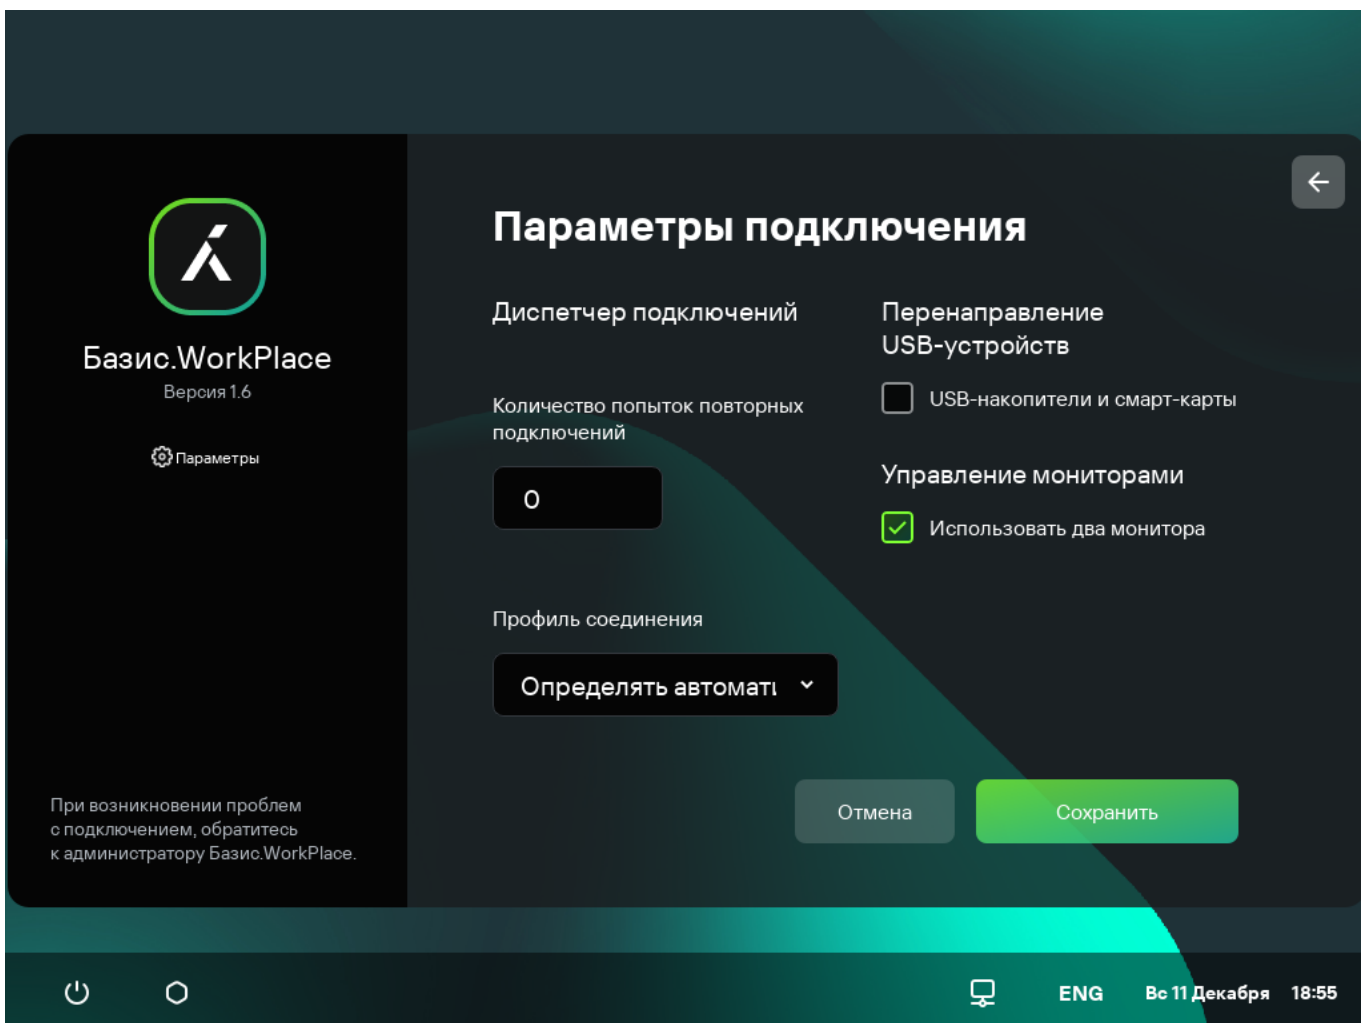 Базис.WorkPlace
Версия 1.6
Параметры
При возникновении проблем
с подключением, обратитесь
к администратору Базис.WorkPlace.
Параметры подключения
Диспетчер подключений
Количество попыток повторных
подключений
0
Профиль соединения
Определять автомати
Перенаправление
USB-устройств
USB-накопители и смарт-карты
Управление мониторами
Использовать два монитора
Отмена
Сохранить
ENG
Вс 11 Декабря
18:55